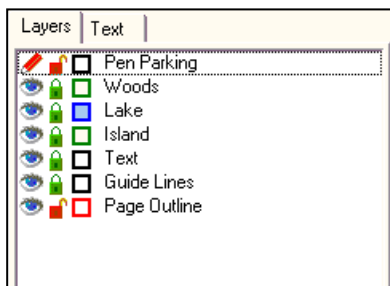 Layers Text
Pen Parking
Woods
Lake
Island
Text
Guide Lines
Page Outline